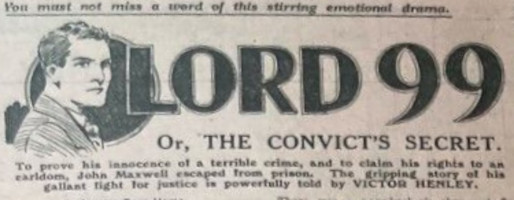 You must not miss a word of this stirring emotional drama.
LORD 99
Or, THE CONVICT'S SECRET.
To prove his innocence of a terrible crime, and to claim his rights to an
earldom, John Maxwell escaped from prison. The gripping story of his
gallant fight for justice is powerfully told by VICTOR HENLEY.